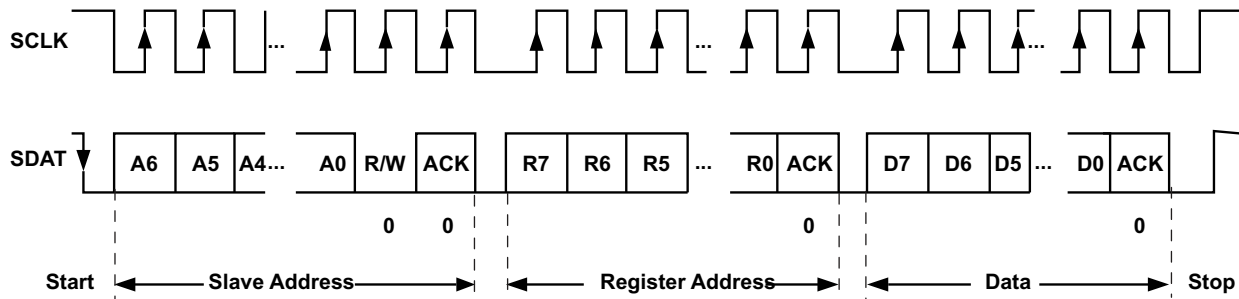 SCLK ... ... ...
SDAT A6 A5 A4... A0 R/W ACK R7 R6 R5 ... R0 ACK D7 D6 D5 ... D0 ACK
0 0 0 0
Start Slave Address Register Address Data Stop